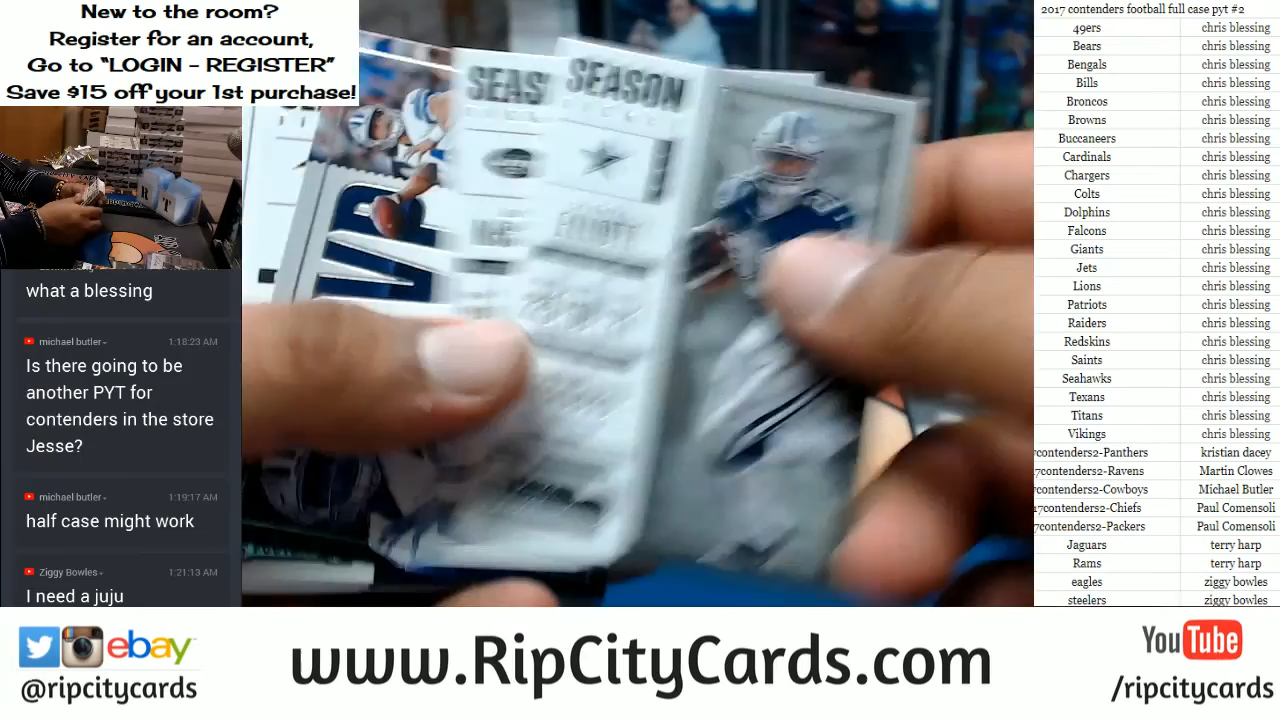 New to the room?
Register for an account,
Go to “LOGIN - REGISTER”
Save $15 off your 1st purchase!
what a blessing
michael butler
1:18:23 AM
Is there going to be
another PYT for
contenders in the store
Jesse?
michael butler
1:19:17 AM
half case might work
Ziggy Bowles
1:21:13 AM
I need a juju
SEAS
SEASON
ELLIOTT
R
T
2017 contenders football full case pyt #2
49ers chris blessing
Bears chris blessing
Bengals chris blessing
Bills chris blessing
Broncos chris blessing
Browns chris blessing
Buccaneers chris blessing
Cardinals chris blessing
Chargers chris blessing
Colts chris blessing
Dolphins chris blessing
Falcons chris blessing
Giants chris blessing
Jets chris blessing
Lions chris blessing
Patriots chris blessing
Raiders chris blessing
Redskins chris blessing
Saints chris blessing
Seahawks chris blessing
Texans chris blessing
Titans chris blessing
Vikings chris blessing
contenders2-Panthers kristian dacey
7contenders2-Ravens Martin Clowes
contenders2-Cowboys Michael Butler
17contenders2-Chiefs Paul Comensoli
7contenders2-Packers Paul Comensoli
Jaguars terry harp
Rams terry harp
eagles ziggy bowles
steelers ziggy bowles
ebay
@ripcitycards
www.RipCityCards.com
YouTube
/ripcitycards